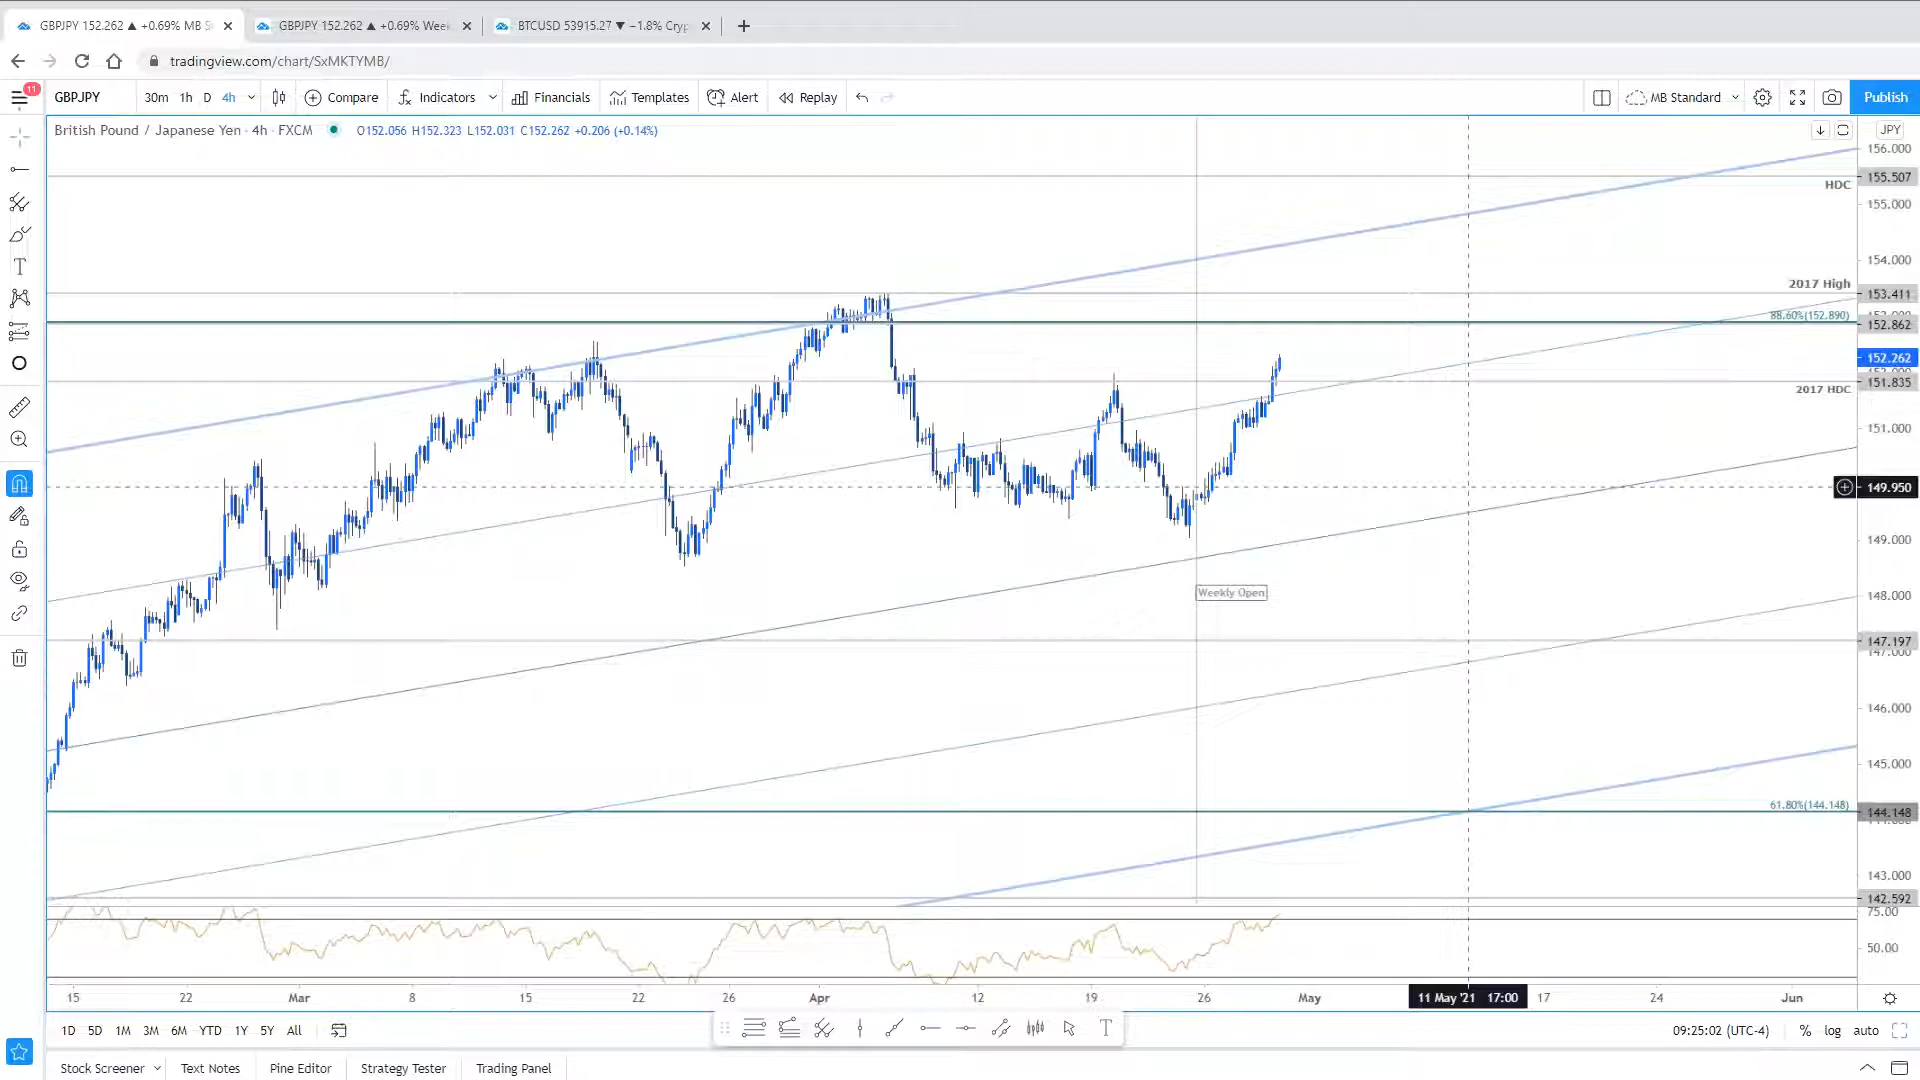 GBPJPY 152.262 ▲ +0.69% MB S
GBPJPY 152.262 ▲ +0.69% Week
BTCUSD 53915.27 ▼ −1.8% Cryp
tradingview.com/chart/SxMKTYMB/
11
GBPJPY
30m 1h D 4h
Compare
Indicators
Financials
Templates
Alert
Replay
MB Standard
Publish
British Pound / Japanese Yen · 4h · FXCM
O152.056 H152.323 L152.031 C152.262 +0.206 (+0.14%)
JPY
156.000
155.507
HDC
155.000
154.000
2017 High
153.411
88.60%(152.890)
152.862
152.262
151.835
2017 HDC
151.000
149.950
149.000
Weekly Open
148.000
147.197
147.000
146.000
145.000
61.80%(144.148)
144.148
143.000
142.592
75.00
50.00
15 22 Mar 8 15 22 26 Apr 12 19 26 May 11 May '21 17:00 17 24 Jun
1D 5D 1M 3M 6M YTD 1Y 5Y All
09:25:02 (UTC-4)
% log auto
Stock Screener
Text Notes
Pine Editor
Strategy Tester
Trading Panel